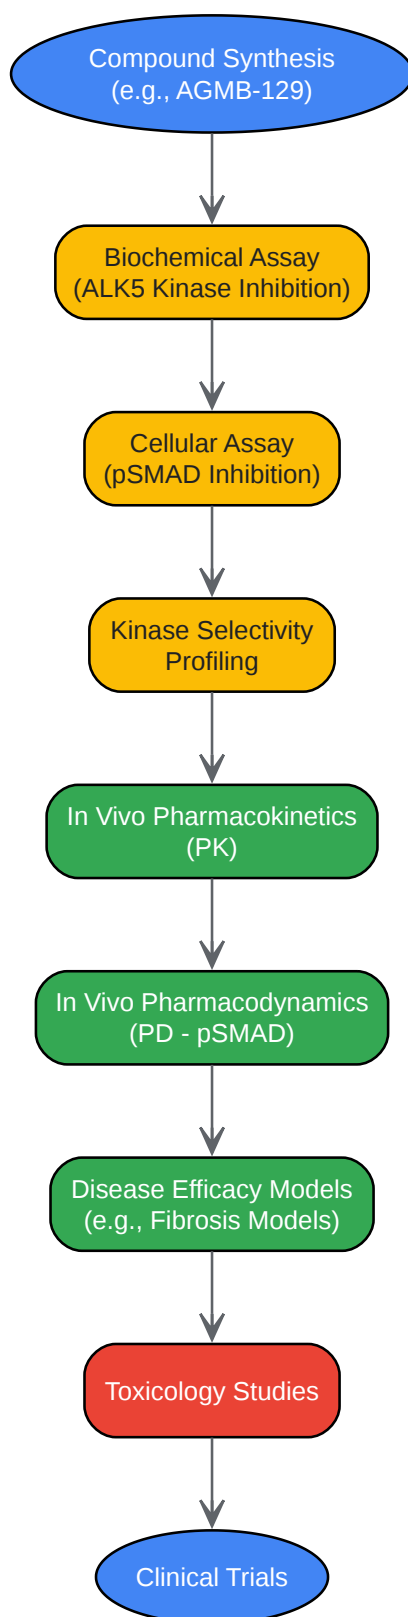 Compound Synthesis
(e.g., AGMB-129)
Biochemical Assay
(ALK5 Kinase Inhibition)
Cellular Assay
(pSMAD Inhibition)
Kinase Selectivity
Profiling
In Vivo Pharmacokinetics
(PK)
In Vivo Pharmacodynamics
(PD - pSMAD)
Disease Efficacy Models
(e.g., Fibrosis Models)
Toxicology Studies
Clinical Trials